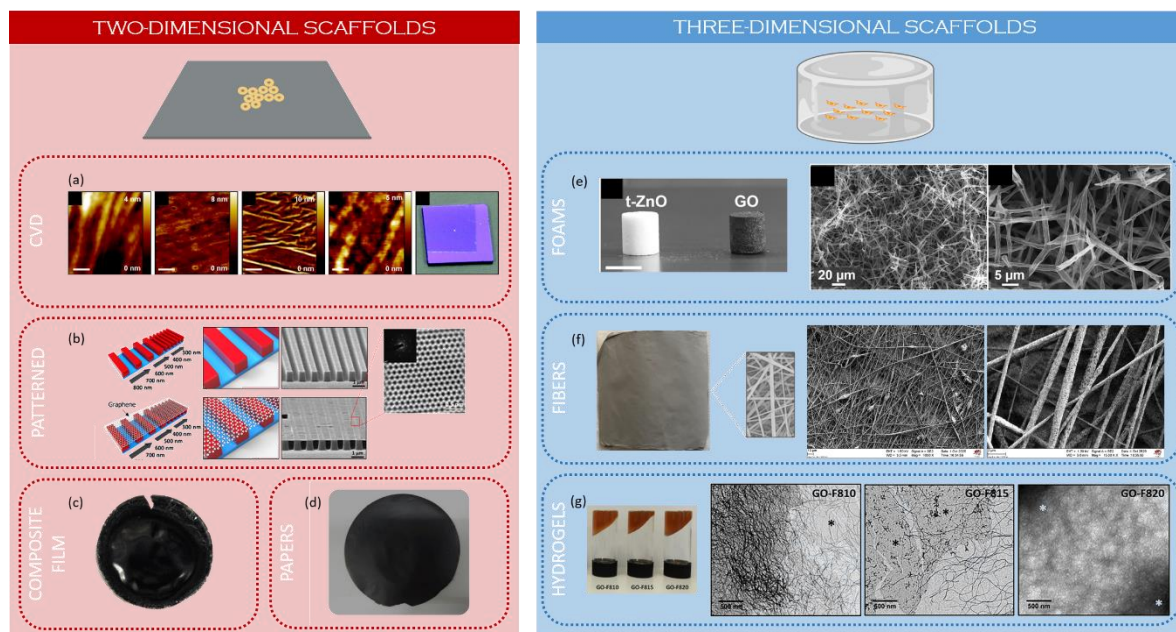 TWO-DIMENSIONAL SCAFFOLDS
CVD
(a)
4 nm
0 nm
8 nm
0 nm
10 nm
0 nm
5 nm
0 nm
PATTERNED
(b)
300 nm
400 nm
500 nm
600 nm
700 nm
800 nm
Graphene
300 nm
400 nm
500 nm
600 nm
700 nm
1 µm
1 µm
COMPOSITE
FILM
(c)
PAPERS
(d)
THREE-DIMENSIONAL SCAFFOLDS
FOAMS
(e)
t-ZnO
GO
20 µm
5 µm
FIBERS
(f)
HYDROGELS
(g)
GO-F810
GO-F815
GO-F820
GO-F810
500 nm
GO-F815
500 nm
GO-F820
500 nm